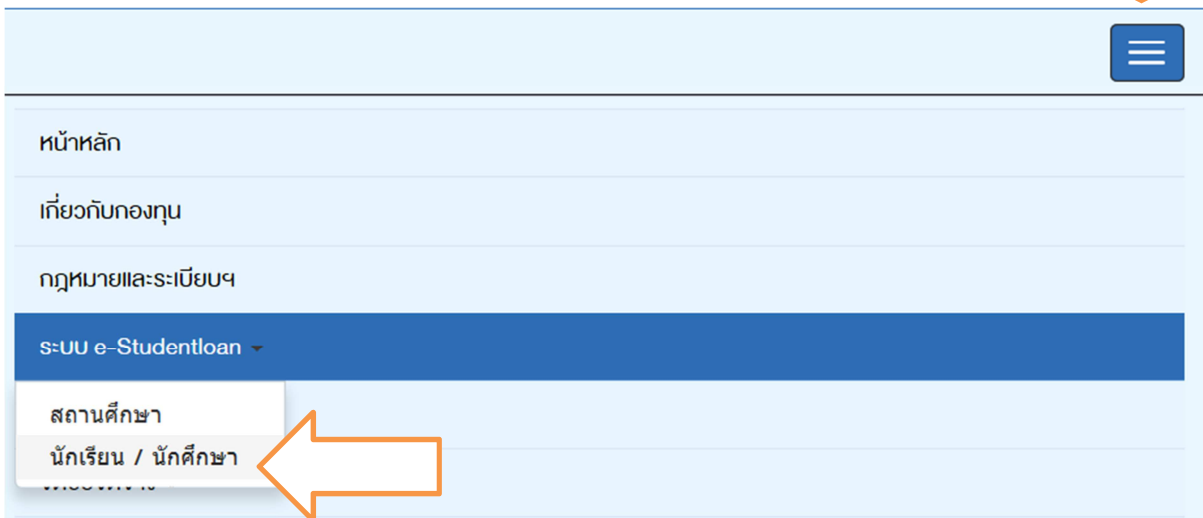 หน้าหลัก
เกี่ยวกับกองทุน
กฎหมายและระเบียบฯ
ระบบ e-Studentloan
สถานศึกษา
นักเรียน / นักศึกษา